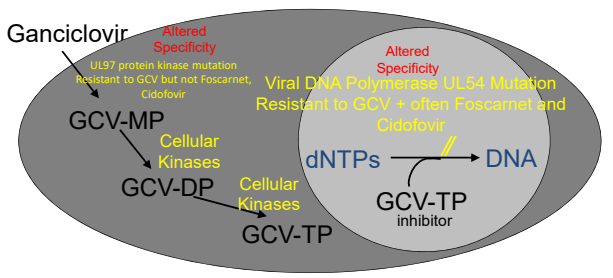 Ganciclovir
Altered
Specificity
UL97 protein kinase mutation
Resistant to GCV but not Foscarnet,
Cidofovir
GCV-MP
Cellular
Kinases
GCV-DP
Cellular
Kinases
GCV-TP
Altered
Specificity
Viral DNA Polymerase UL54 Mutation
Resistant to GCV + often Foscarnet and
Cidofovir
dNTPs
DNA
GCV-TP
inhibitor